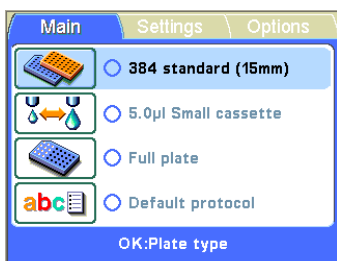 Main Settings Options
384 standard (15mm)
5.0µl Small cassette
Full plate
abc Default protocol
OK:Plate type